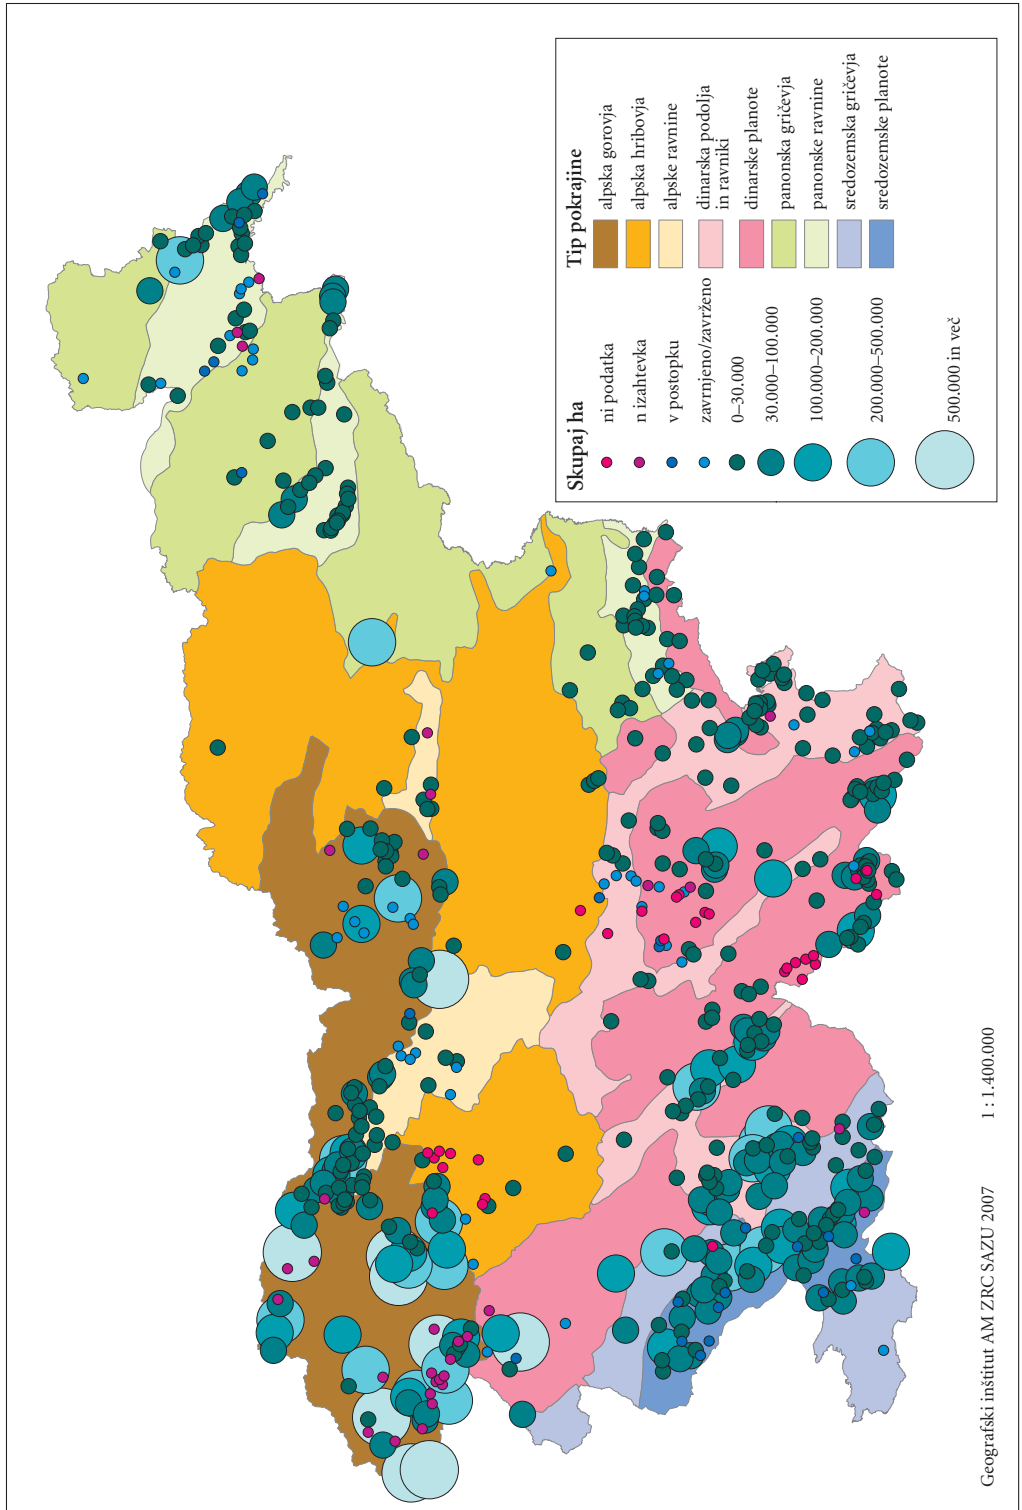 Skupaj ha
ni podatka
n izahtevka
v postopku
zavrnjeno/zavrženo
0–30.000
30.000–100.000
100.000–200.000
200.000–500.000
500.000 in več
Tip pokrajine
alpska gorovja
alpska hribovja
alpske ravnine
dinarska podolja
in ravniki
dinarske planote
panonska gričevja
panonske ravnine
sredozemska gričevja
sredozemske planote
Geografski inštitut AM ZRC SAZU 2007
1 : 1.400.000